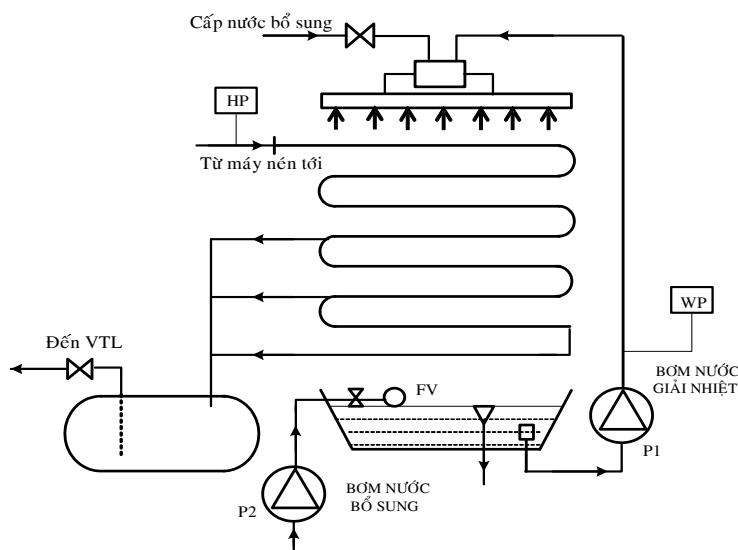 Cấp nước bổ sung
HP
Từ máy nén tới
WP
Đến VTL
BƠM NƯỚC
GIẢI NHIỆT
FV
P1
BƠM NƯỚC
BỔ SUNG
P2